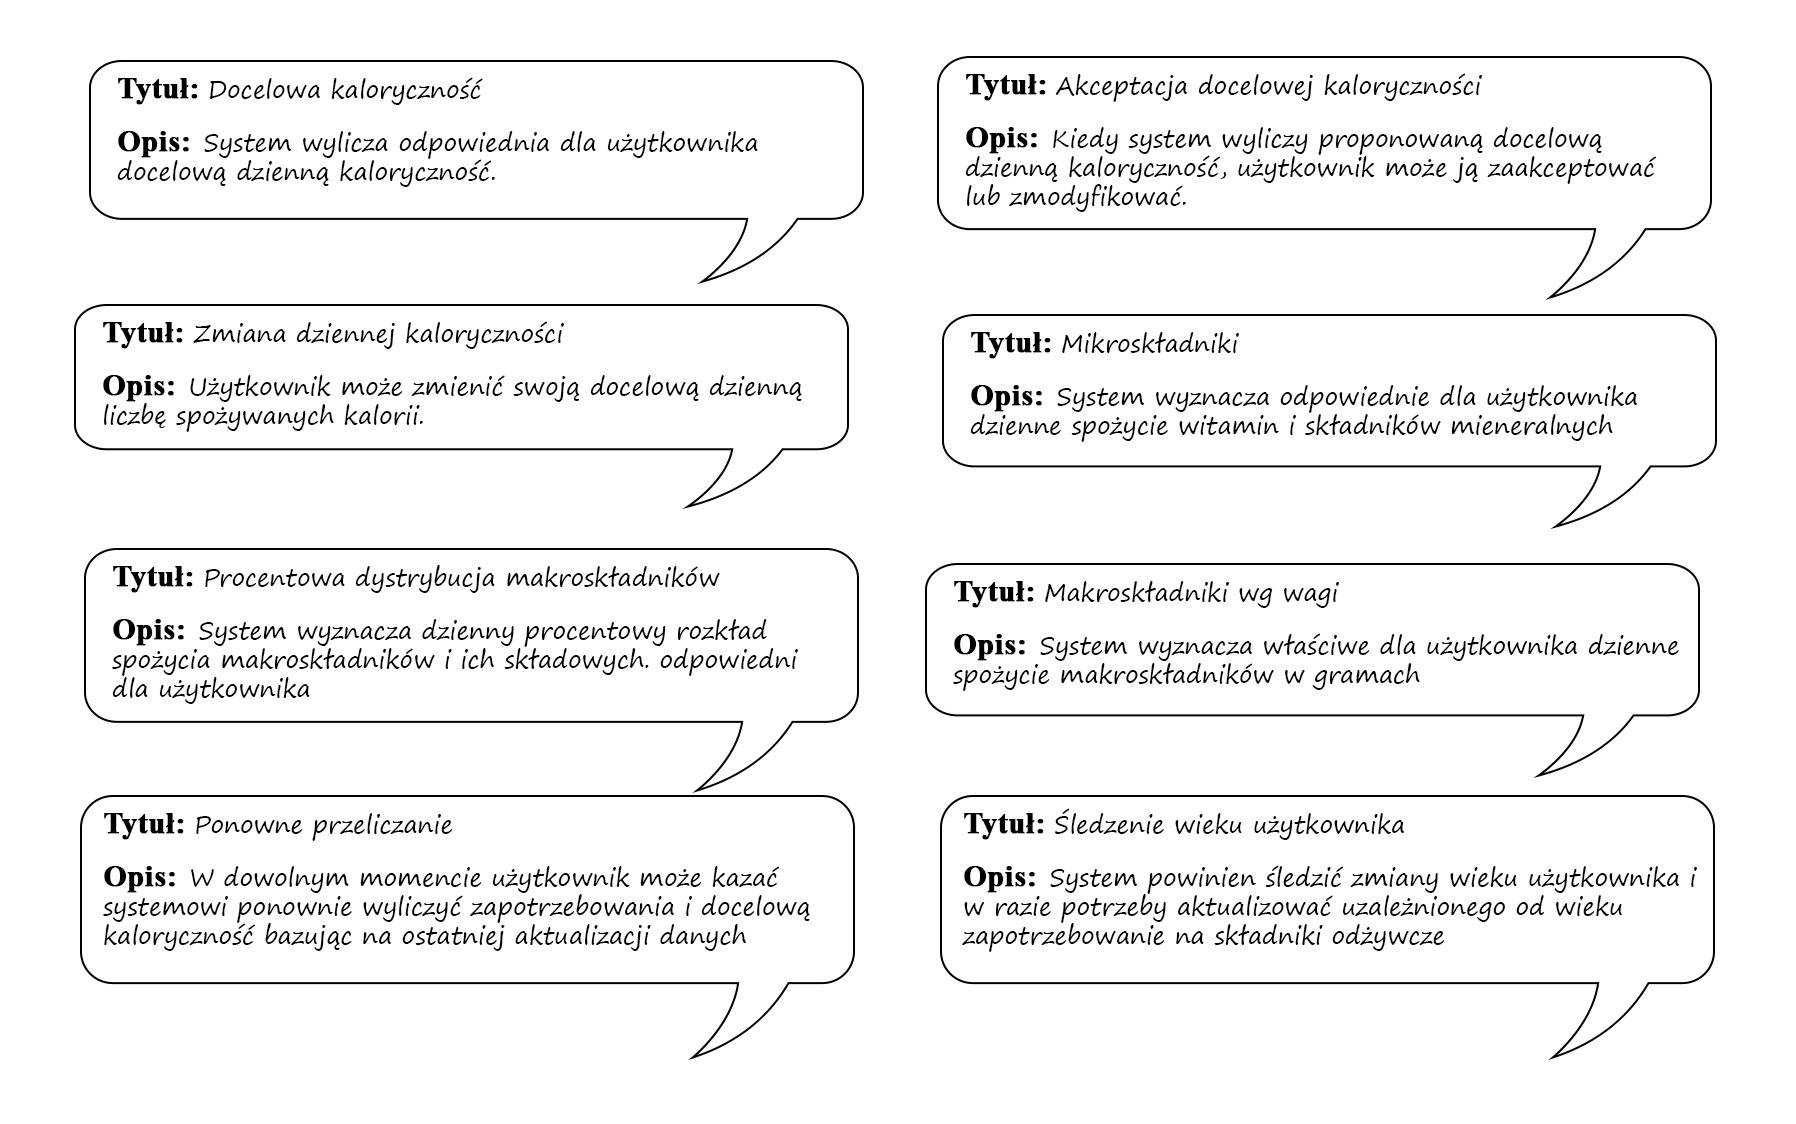 Tytuł: Docelowa kaloryczność
Opis: System wylicza odpowiednia dla użytkownika
docelową dzienną kaloryczność.
Tytuł: Akceptacja docelowej kaloryczności
Opis: Kiedy system wyliczy proponowaną docelową
dzienną kaloryczność, użytkownik może ją zaakceptować
lub zmodyfikować.
Tytuł: Zmiana dziennej kaloryczności
Opis: Użytkownik może zmienić swoją docelową dzienną
liczbę spożywanych kalorii.
Tytuł: Mikroskładniki
Opis: System wyznacza odpowiednie dla użytkownika
dzienne spożycie witamin i składników mieneralnych
Tytuł: Procentowa dystrybucja makroskładników
Opis: System wyznacza dzienny procentowy rozkład
spożycia makroskładników i ich składowych. odpowiedni
dla użytkownika
Tytuł: Makroskładniki wg wagi
Opis: System wyznacza właściwe dla użytkownika dzienne
spożycie makroskładników w gramach
Tytuł: Ponowne przeliczanie
Opis: W dowolnym momencie użytkownik może kazać
systemowi ponownie wyliczyć zapotrzebowania i docelową
kaloryczność bazując na ostatniej aktualizacji danych
Tytuł: Śledzenie wieku użytkownika
Opis: System powinien śledzić zmiany wieku użytkownika i
w razie potrzeby aktualizować uzależnionego od wieku
zapotrzebowanie na składniki odżywcze